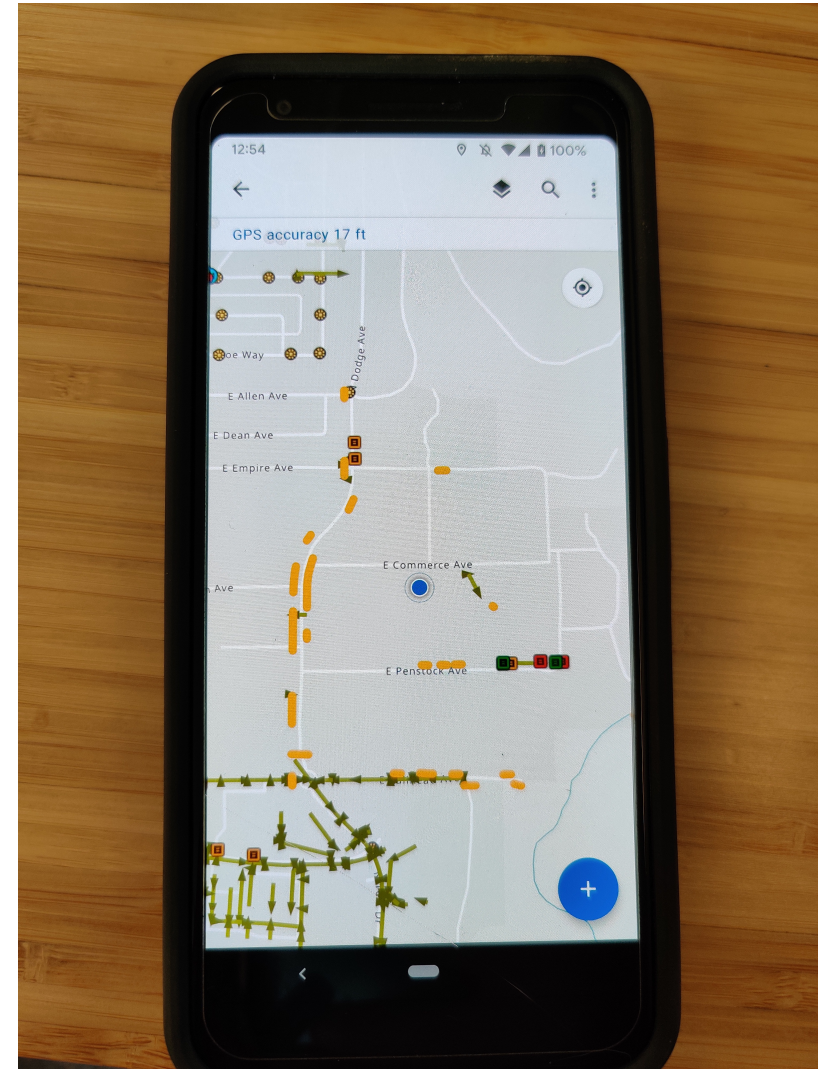 12:54
100%
GPS accuracy 17 ft
Dodge Ave
oe Way
E Allen Ave
E Dean Ave
E Empire Ave
E Commerce Ave
Ave
E Penstock Ave